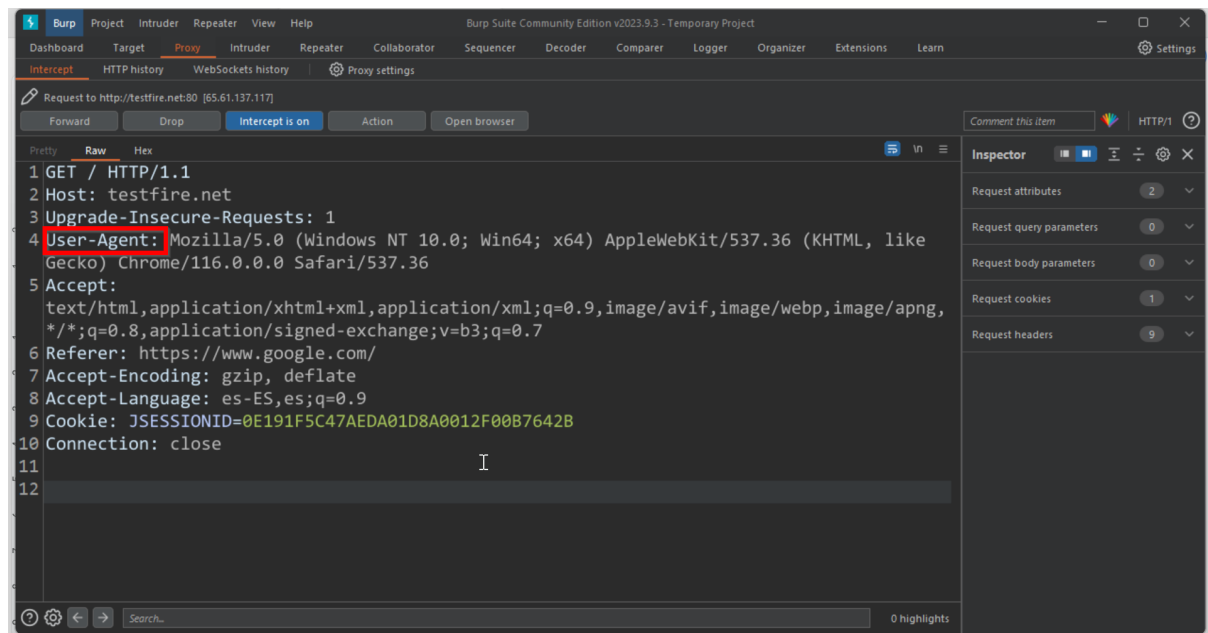 Burp Project Intruder Repeater View Help Burp Suite Community Edition v2023.9.3 - Temporary Project
Dashboard Target Proxy Intruder Repeater Collaborator Sequencer Decoder Comparer Logger Organizer Extensions Learn Settings
Intercept HTTP history WebSockets history Proxy settings
Request to http://testfire.net:80 [65.61.137.117]
Forward Drop Intercept is on Action Open browser Comment this item HTTP/1 ?
Pretty Raw Hex \n Inspector
1 GET / HTTP/1.1
2 Host: testfire.net
3 Upgrade-Insecure-Requests: 1
4 User-Agent: Mozilla/5.0 (Windows NT 10.0; Win64; x64) AppleWebKit/537.36 (KHTML, like
Gecko) Chrome/116.0.0.0 Safari/537.36
5 Accept:
text/html,application/xhtml+xml,application/xml;q=0.9,image/avif,image/webp,image/apng,
*/*;q=0.8,application/signed-exchange;v=b3;q=0.7
6 Referer: https://www.google.com/
7 Accept-Encoding: gzip, deflate
8 Accept-Language: es-ES,es;q=0.9
9 Cookie: JSESSIONID=0E191F5C47AEDA01D8A0012F00B7642B
10 Connection: close
11
12
Request attributes 2
Request query parameters 0
Request body parameters 0
Request cookies 1
Request headers 9
? Search... 0 highlights